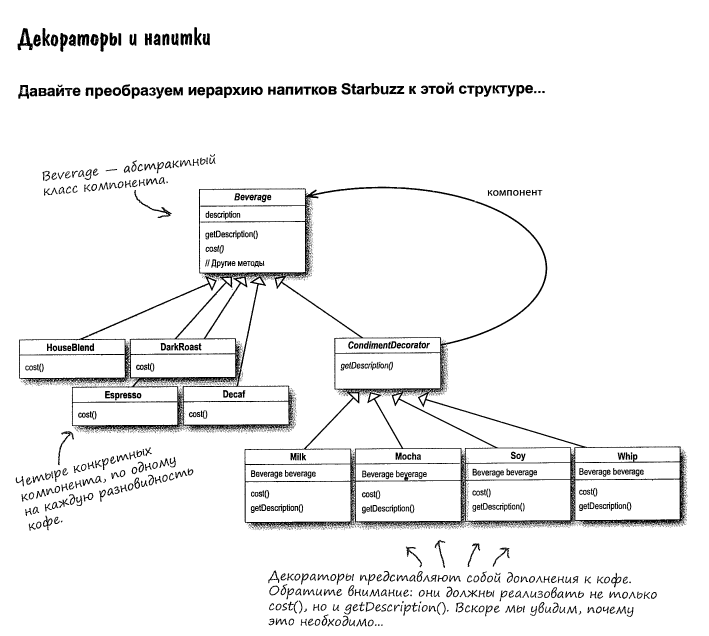 Декораторы и напитки
Давайте преобразуем иерархию напитков Starbuzz к этой структуре...
Beverage — абстрактный
класс компонента.
компонент
Beverage
description
getDescription()
cost()
// Другие методы
HouseBlend
cost()
DarkRoast
cost()
Espresso
cost()
Decaf
cost()
CondimentDecorator
getDescription()
Четыре конкретных
компонента, по одному
на каждую разновидность
кофе.
Milk
Beverage beverage
cost()
getDescription()
Mocha
Beverage beverage
cost()
getDescription()
Soy
Beverage beverage
cost()
getDescription()
Whip
Beverage beverage
cost()
getDescription()
Декораторы представляют собой дополнения к кофе.
Обратите внимание: они должны реализовать не только
cost(), но и getDescription(). Вскоре мы увидим, почему
это необходимо...